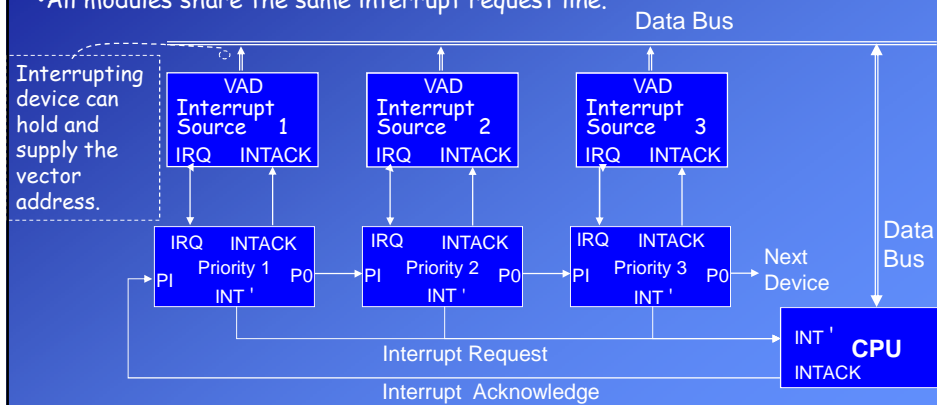 •All modules share the same interrupt request line.
Data Bus
Interrupting
device can
hold and
supply the
vector
address.
VAD
Interrupt
Source 1
IRQ INTACK
VAD
Interrupt
Source 2
IRQ INTACK
VAD
Interrupt
Source 3
IRQ INTACK
IRQ INTACK
PI Priority 1 P0
INT '
IRQ INTACK
PI Priority 2 P0
INT '
IRQ INTACK
PI Priority 3 P0
INT '
Next
Device
Data
Bus
INT '
CPU
INTACK
Interrupt Request
Interrupt Acknowledge